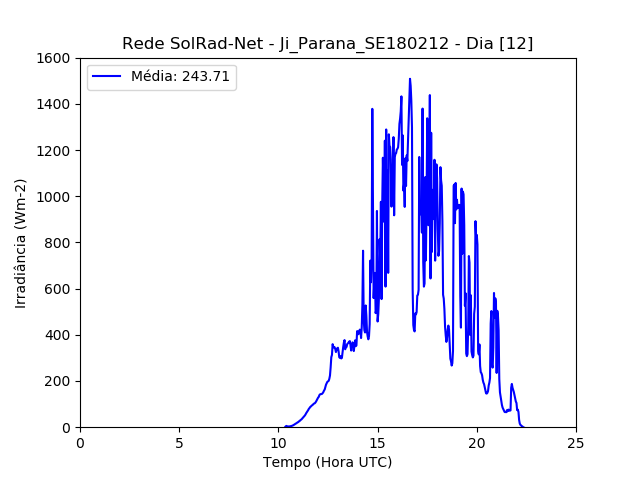 Rede SolRad-Net - Ji_Parana_SE180212 - Dia [12]
Média: 243.71
Irradiância (Wm-2)
1600
1400
1200
1000
800
600
400
200
0
0 5 10 15 20 25
Tempo (Hora UTC)